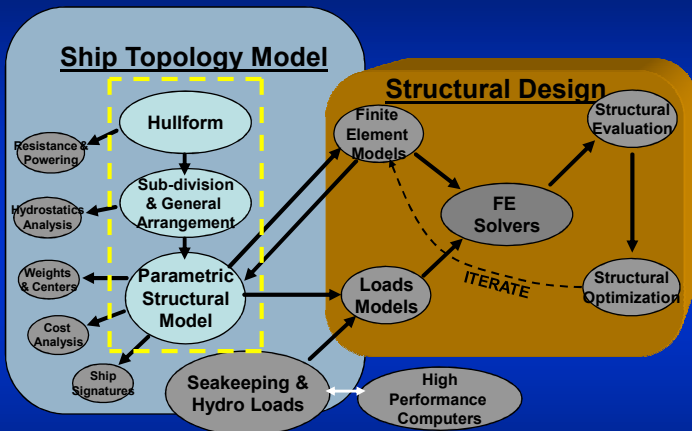 Ship Topology Model
Hullform
Resistance &
Powering
Sub-division
& General
Arrangement
Hydrostatics
Analysis
Parametric
Structural
Model
Weights
& Centers
Cost
Analysis
Ship
Signatures
Seakeeping &
Hydro Loads
High
Performance
Computers
Structural Design
Finite
Element
Models
Structural
Evaluation
FE
Solvers
Loads
Models
ITERATE
Structural
Optimization